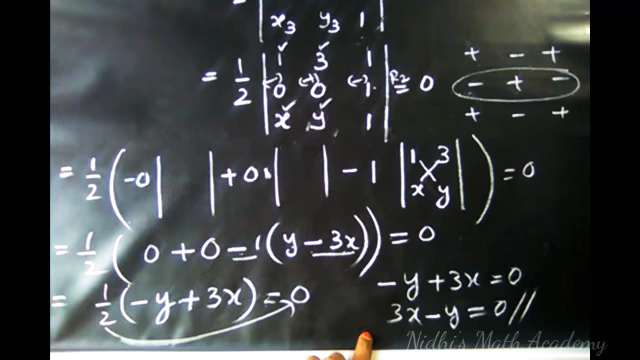 =
| x₃ y₃ 1 |
= 1/2 | 1 3 1 | + - +
| 0 0 1 | R₂ = 0 - + -
| x y 1 | + - +
= 1/2 ( -0 | | + 0 | | - 1 | 1 3 | ) = 0
| x y |
= 1/2 ( 0 + 0 - 1 ( y - 3x ) ) = 0
= 1/2 ( -y + 3x ) = 0
-y + 3x = 0
3x - y = 0 //
Nidhi's Math Academy